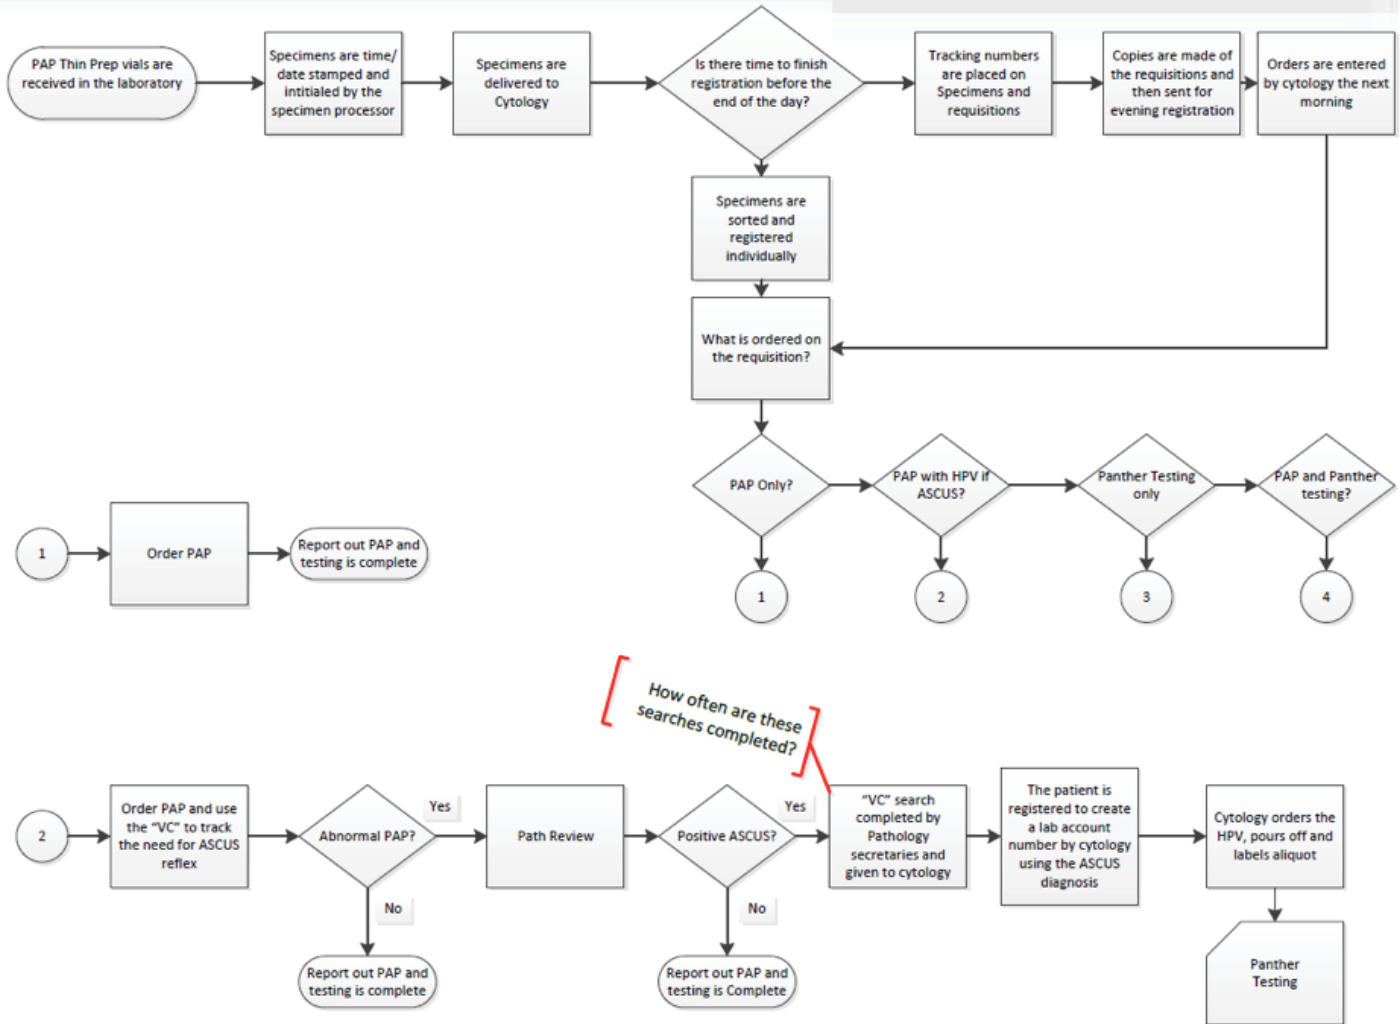 PAP Thin Prep vials are
received in the laboratory
Specimens are time/
date stamped and
intitialed by the
specimen processor
Specimens are
delivered to
Cytology
Is there time to finish
registration before the
end of the day?
Tracking numbers
are placed on
Specimens and
requisitions
Copies are made of
the requisitions and
then sent for
evening registration
Orders are entered
by cytology the next
morning
Specimens are
sorted and
registered
individually
What is ordered on
the requisition?
PAP Only?
PAP with HPV if
ASCUS?
Panther Testing
only
PAP and Panther
testing?
1
2
3
4
1
Order PAP
Report out PAP and
testing is complete
How often are these
searches completed?
2
Order PAP and use
the “VC” to track
the need for ASCUS
reflex
Abnormal PAP?
Yes
No
Report out PAP and
testing is complete
Path Review
Positive ASCUS?
Yes
No
Report out PAP and
testing is Complete
“VC” search
completed by
Pathology
secretaries and
given to cytology
The patient is
registered to create
a lab account
number by cytology
using the ASCUS
diagnosis
Cytology orders the
HPV, pours off and
labels aliquot
Panther
Testing